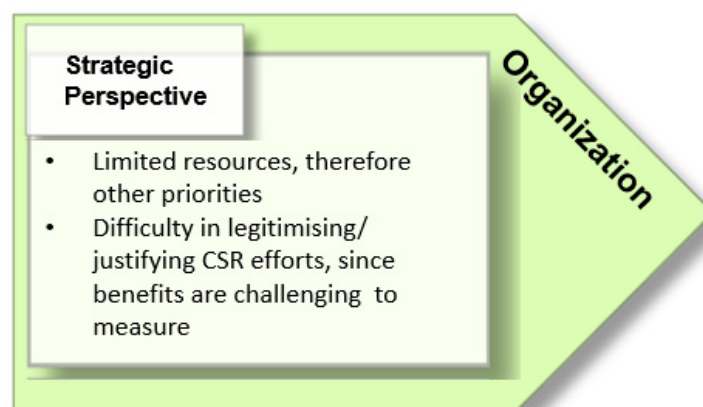 Strategic
Perspective
Organization
• Limited resources, therefore
other priorities
• Difficulty in legitimising/
justifying CSR efforts, since
benefits are challenging to
measure